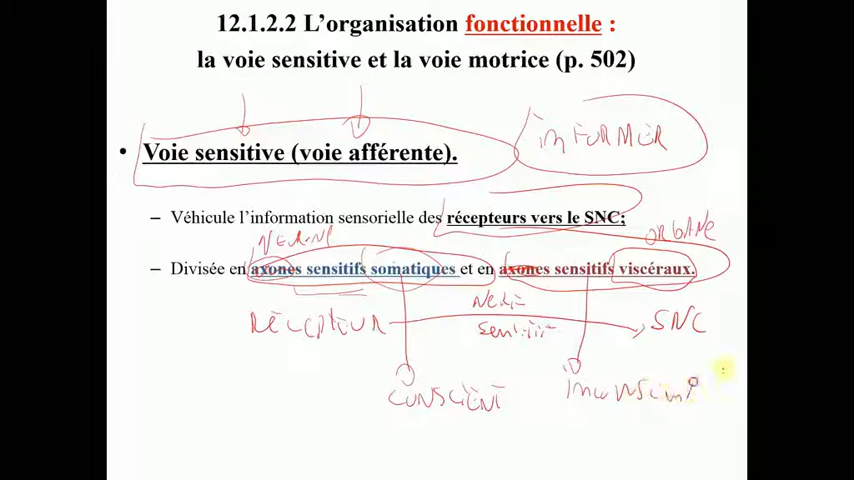 12.1.2.2 L'organisation fonctionnelle :
la voie sensitive et la voie motrice (p. 502)
inFORMER
• Voie sensitive (voie afférente).
– Véhicule l'information sensorielle des récepteurs vers le SNC;
ORGANE
– Divisée en axones sensitifs somatiques et en axones sensitifs viscéraux.
RÉCEPTEUR
SNC
CONSCIENT